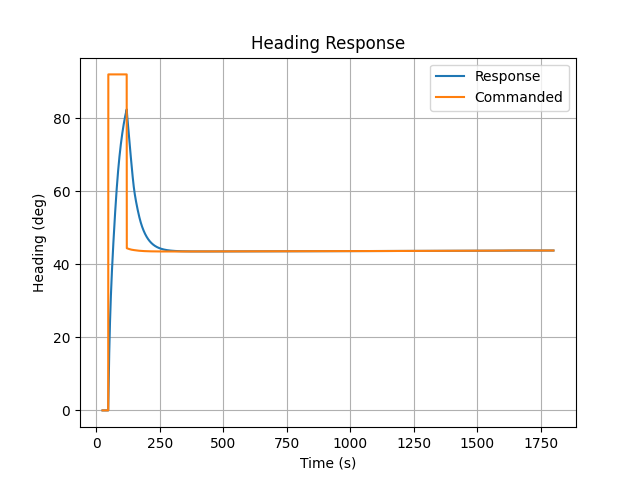 Heading Response
Response
Commanded
80
60
40
20
0
Heading (deg)
0 250 500 750 1000 1250 1500 1750
Time (s)